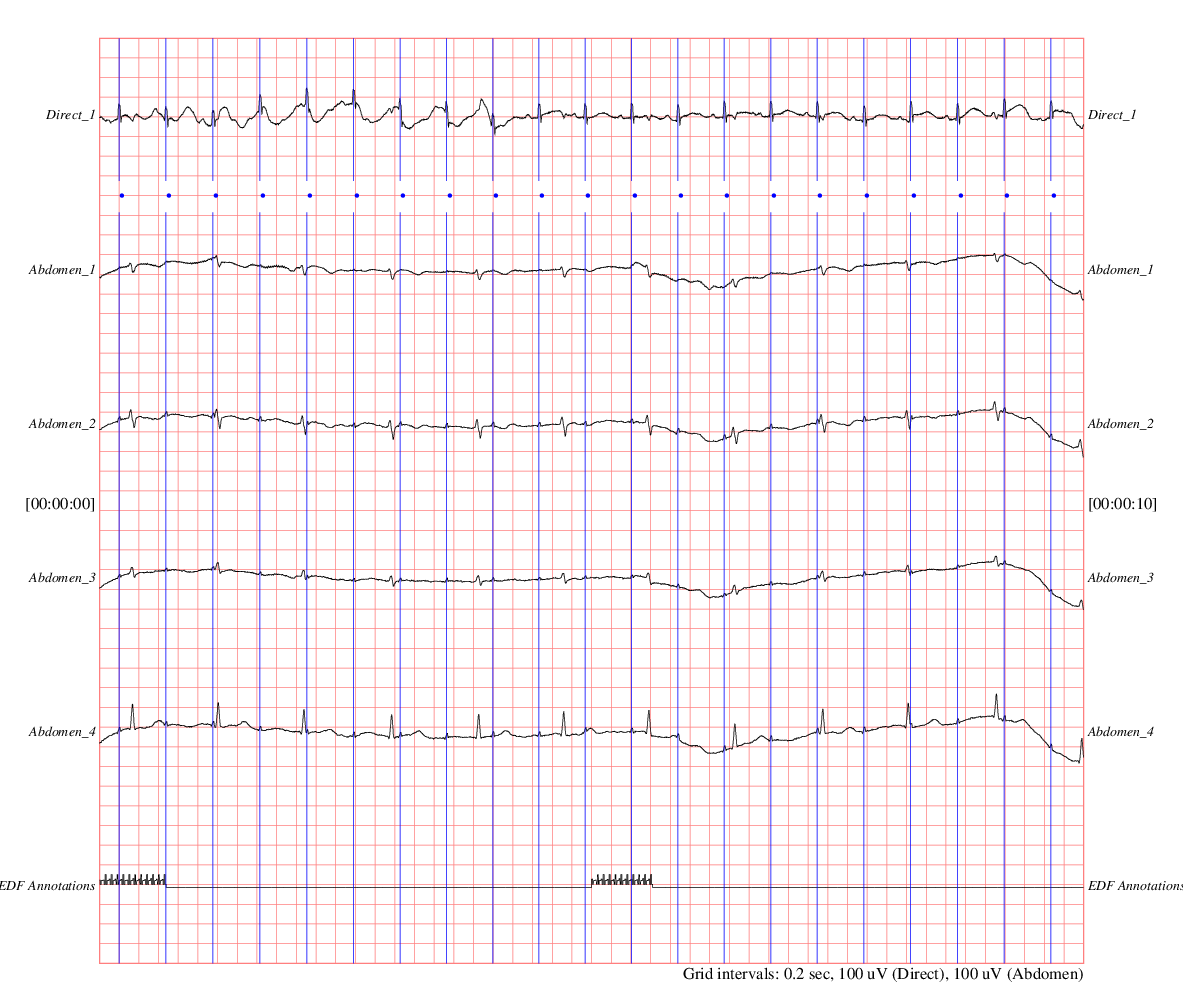 Direct_1 Direct_1
Abdomen_1 Abdomen_1
Abdomen_2 Abdomen_2
[00:00:00] [00:00:10]
Abdomen_3 Abdomen_3
Abdomen_4 Abdomen_4
EDF Annotations EDF Annotations
Grid intervals: 0.2 sec, 100 uV (Direct), 100 uV (Abdomen)